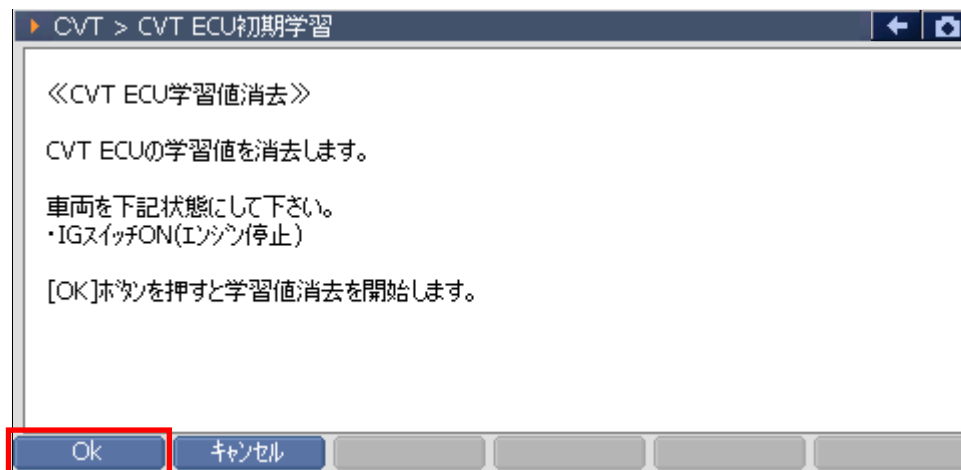 CVT > CVT ECU初期学習
≪CVT ECU学習値消去≫
CVT ECUの学習値を消去します。
車両を下記状態にして下さい。
・IGｽｲｯﾁON(ｴﾝｼﾞﾝ停止)
[OK]ﾎﾞﾀﾝを押すと学習値消去を開始します。
Ok ｷｬﾝｾﾙ